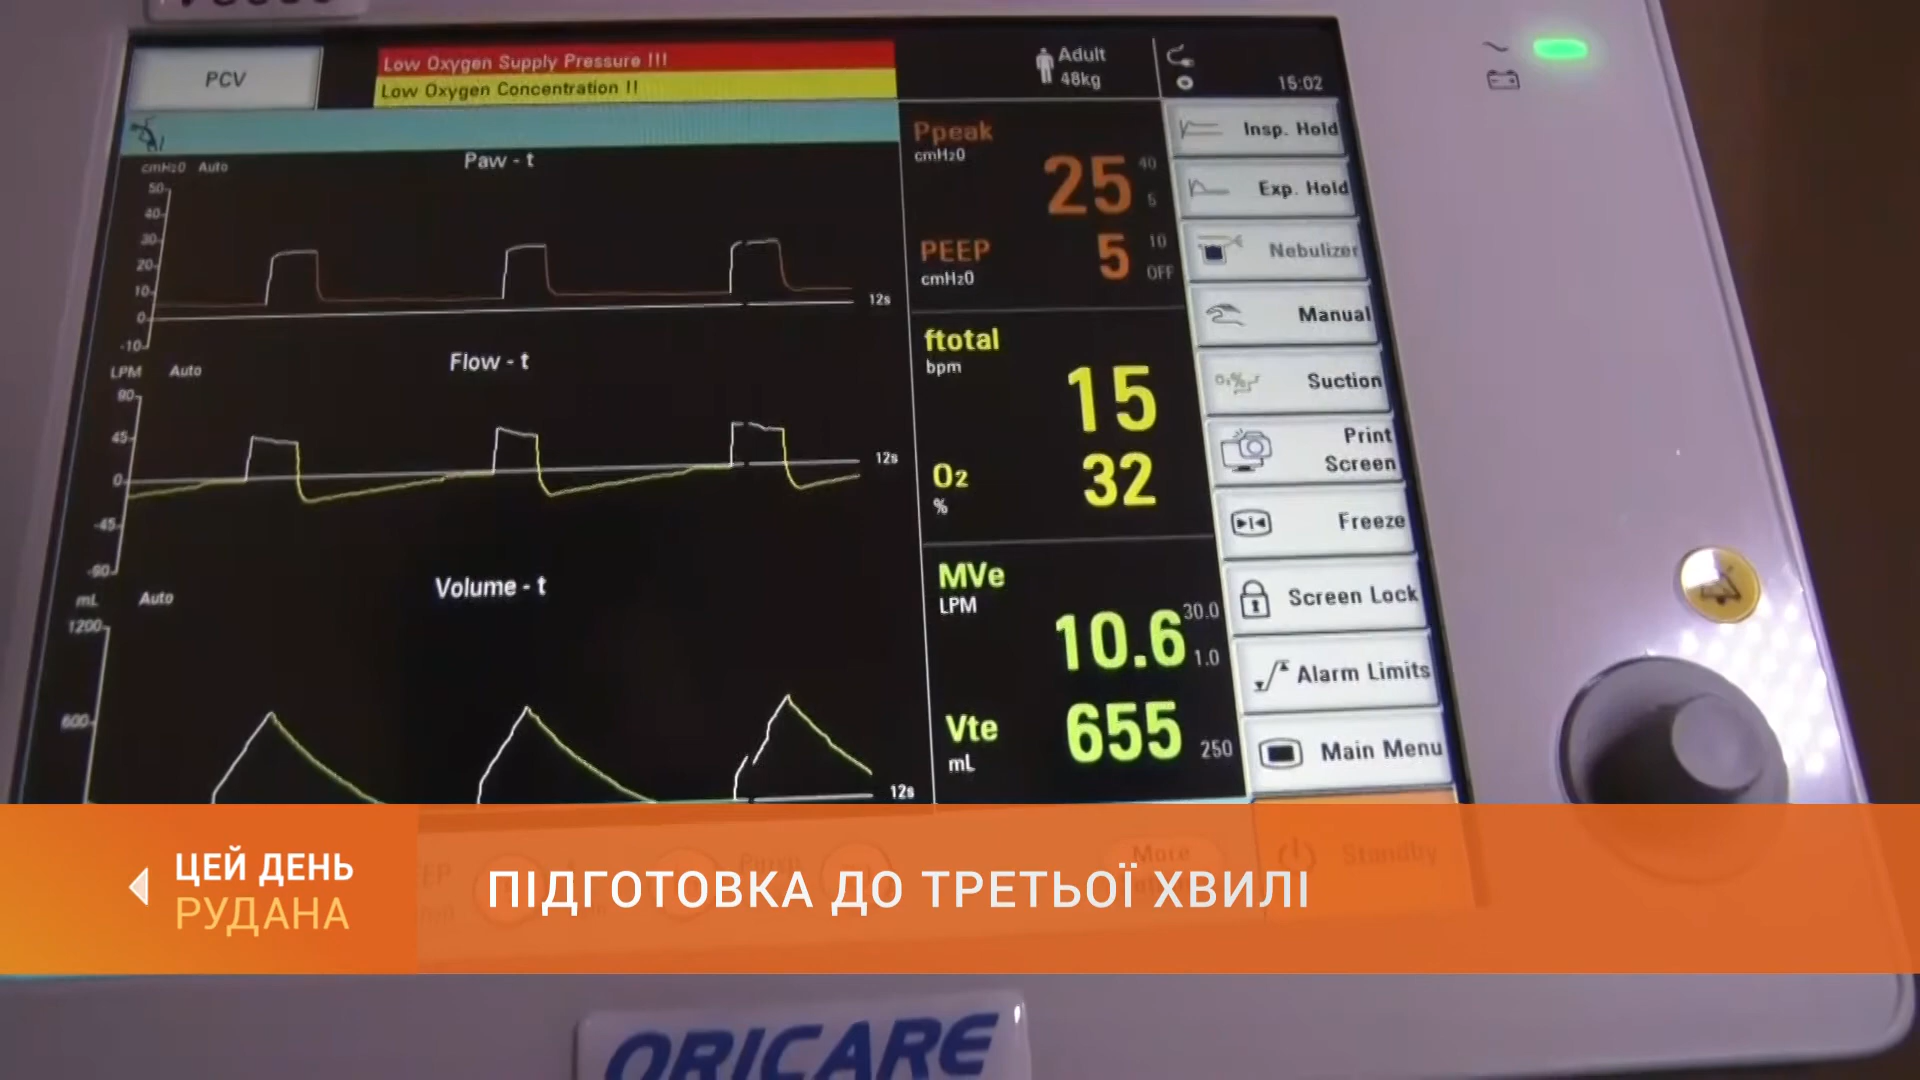 PCV
Low Oxygen Supply Pressure !!!
Low Oxygen Concentration !!
Adult
48kg
15:02
cmH₂O Auto
Paw - t
50
40
30
20
10
0
-10
12s
LPM Auto
Flow - t
90
45
0
-45
-90
12s
mL Auto
Volume - t
1200
600
12s
Ppeak
cmH₂O
25
40
5
PEEP
cmH₂O
5
10
OFF
ftotal
bpm
15
O₂
%
32
MVe
LPM
10.6
30.0
1.0
Vte
mL
655
250
Insp. Hold
Exp. Hold
Nebulizer
Manual
Suction
Print
Screen
Freeze
Screen Lock
Alarm Limits
Main Menu
More
Standby
ЦЕЙ ДЕНЬ
РУДАНА
ПІДГОТОВКА ДО ТРЕТЬОЇ ХВИЛІ
ORICARE